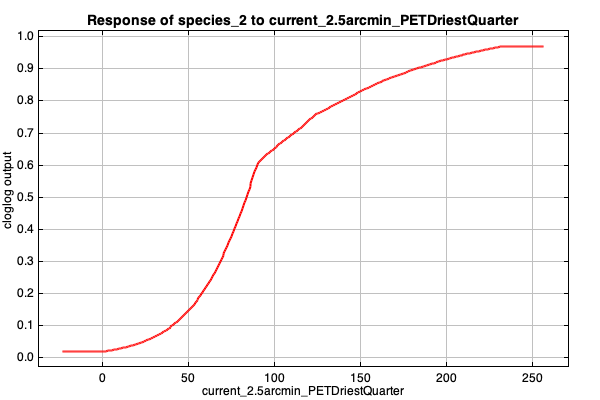 Response of species_2 to current_2.5arcmin_PETDriestQuarter
1.0
0.9
0.8
0.7
0.6
0.5
0.4
0.3
0.2
0.1
0.0
cloglog output
0 50 100 150 200 250
current_2.5arcmin_PETDriestQuarter